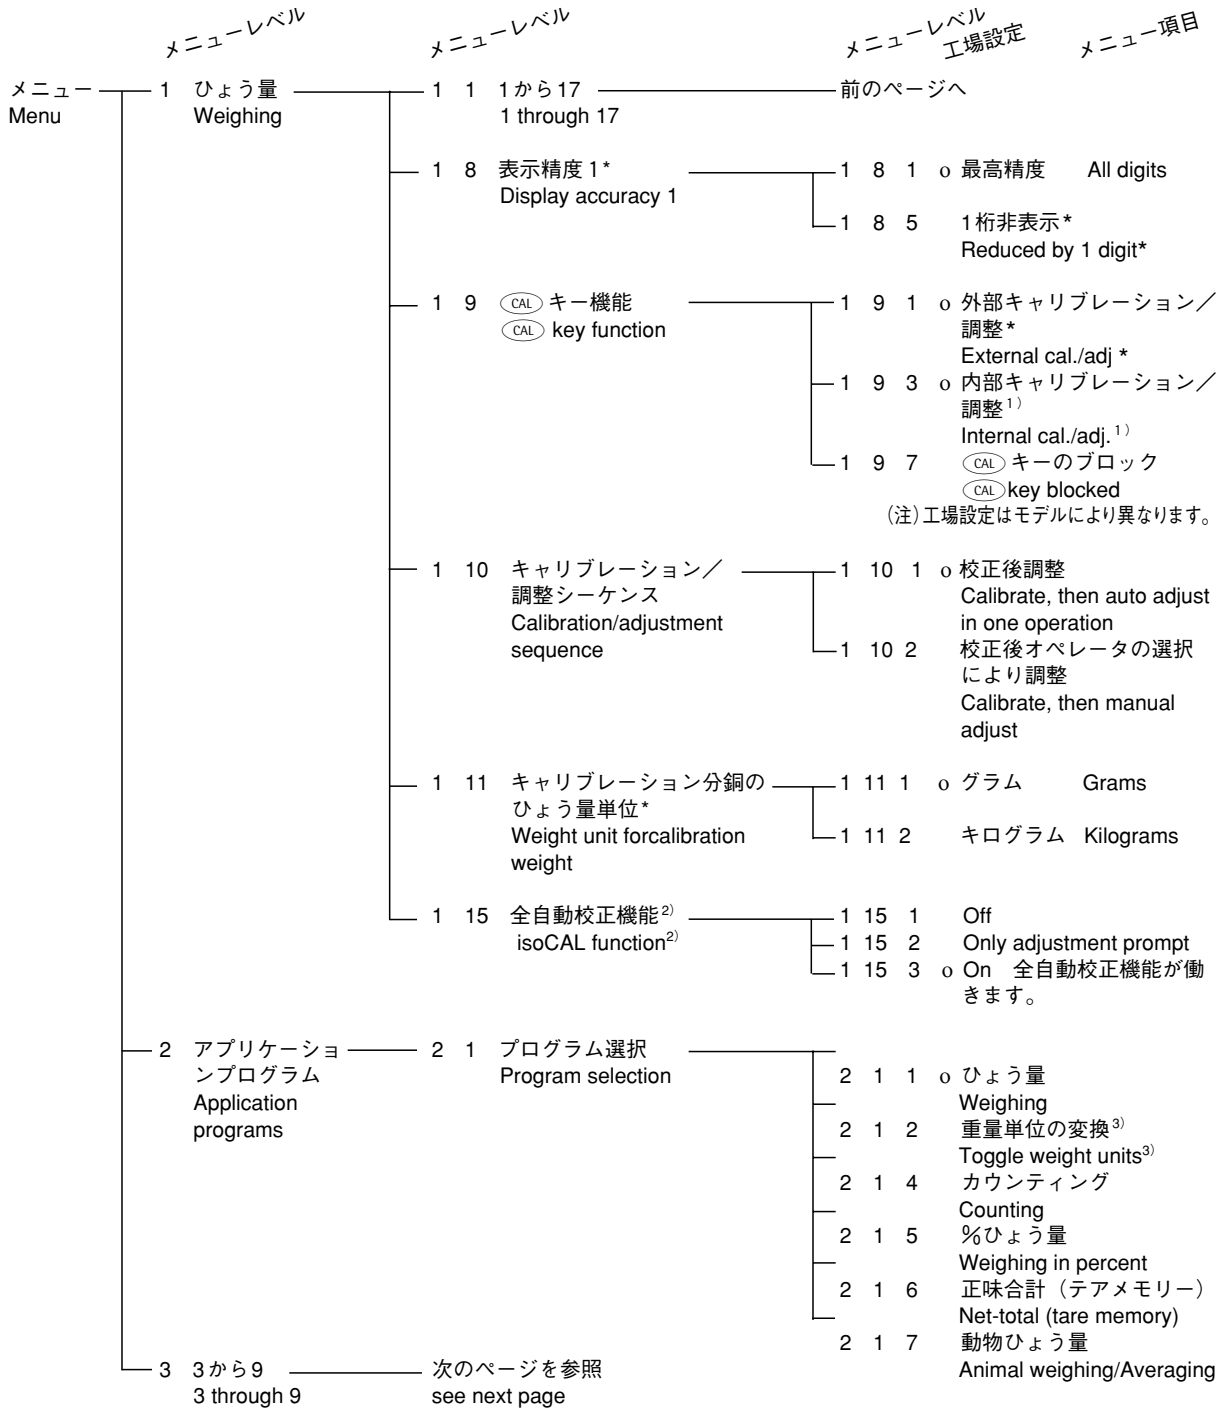 メニューレベル メニューレベル メニューレベル 工場設定 メニュー項目
メニュー 1 ひょう量 1 1 1から17 前のページへ
Menu Weighing 1 through 17
1 8 表示精度 1* 1 8 1 o 最高精度 All digits
Display accuracy 1
1 8 5 1桁非表示*
Reduced by 1 digit*
1 9 CAL キー機能 1 9 1 o 外部キャリブレーション/
CAL key function 調整*
External cal./adj *
1 9 3 o 内部キャリブレーション/
調整1)
Internal cal./adj.1)
1 9 7 CAL キーのブロック
CAL key blocked
(注)工場設定はモデルにより異なります。
1 10 キャリブレーション/ 1 10 1 o 校正後調整
調整シーケンス Calibrate, then auto adjust
Calibration/adjustment in one operation
sequence 1 10 2 校正後オペレータの選択
により調整
Calibrate, then manual
adjust
1 11 キャリブレーション分銅の 1 11 1 o グラム Grams
ひょう量単位*
Weight unit forcalibration 1 11 2 キログラム Kilograms
weight
1 15 全自動校正機能2) 1 15 1 Off
isoCAL function2) 1 15 2 Only adjustment prompt
1 15 3 o On 全自動校正機能が働
きます。
2 アプリケーショ 2 1 プログラム選択
ンプログラム Program selection 2 1 1 o ひょう量
Application Weighing
programs 2 1 2 重量単位の変換3)
Toggle weight units3)
2 1 4 カウンティング
Counting
2 1 5 %ひょう量
Weighing in percent
2 1 6 正味合計(テアメモリー)
Net-total (tare memory)
2 1 7 動物ひょう量
3 3から9 次のページを参照 Animal weighing/Averaging
3 through 9 see next page